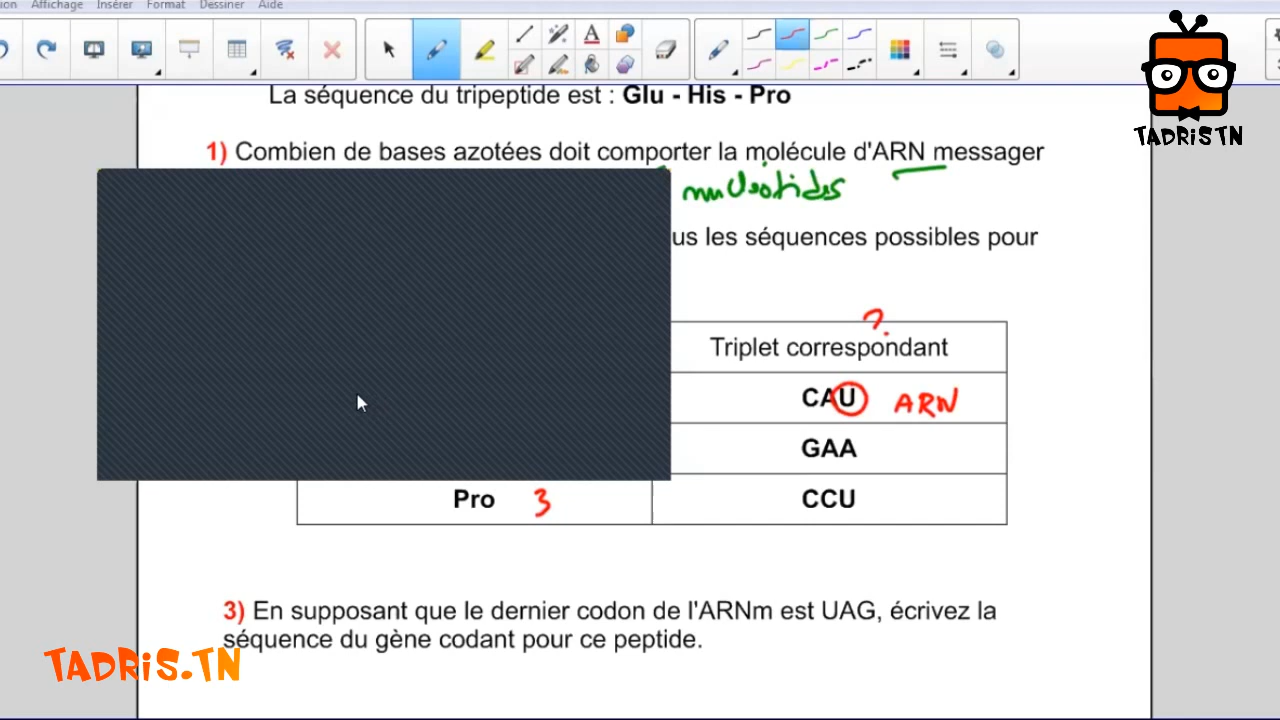 Affichage Insérer Format Dessiner Aide
TADRISTN
La séquence du tripeptide est : Glu - His - Pro
1) Combien de bases azotées doit comporter la molécule d'ARN messager
nucléotides
us les séquences possibles pour
?
Triplet correspondant
CAU ARN
GAA
Pro 3 CCU
3) En supposant que le dernier codon de l'ARNm est UAG, écrivez la
séquence du gène codant pour ce peptide.
TADRiS.TN